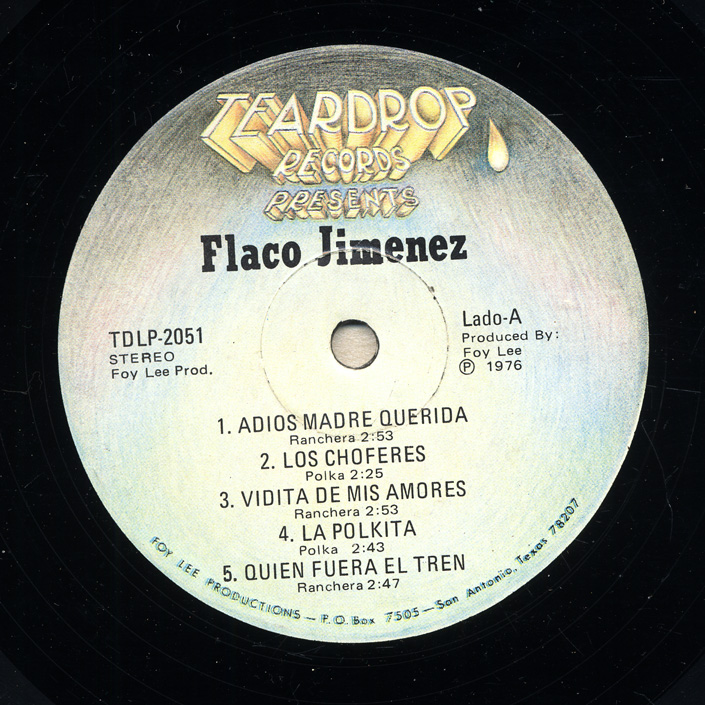 TEARDROP
RECORDS
PRESENTS
Flaco Jimenez
TDLP-2051
STEREO
Foy Lee Prod.
Lado-A
Produced By:
Foy Lee
Ⓟ 1976
1. ADIOS MADRE QUERIDA
Ranchera 2:53
2. LOS CHOFERES
Polka 2:25
3. VIDITA DE MIS AMORES
Ranchera 2:53
4. LA POLKITA
Polka 2:43
5. QUIEN FUERA EL TREN
Ranchera 2:47
FOY LEE PRODUCTIONS — P.O. Box 7505 — San Antonio, Texas 78207